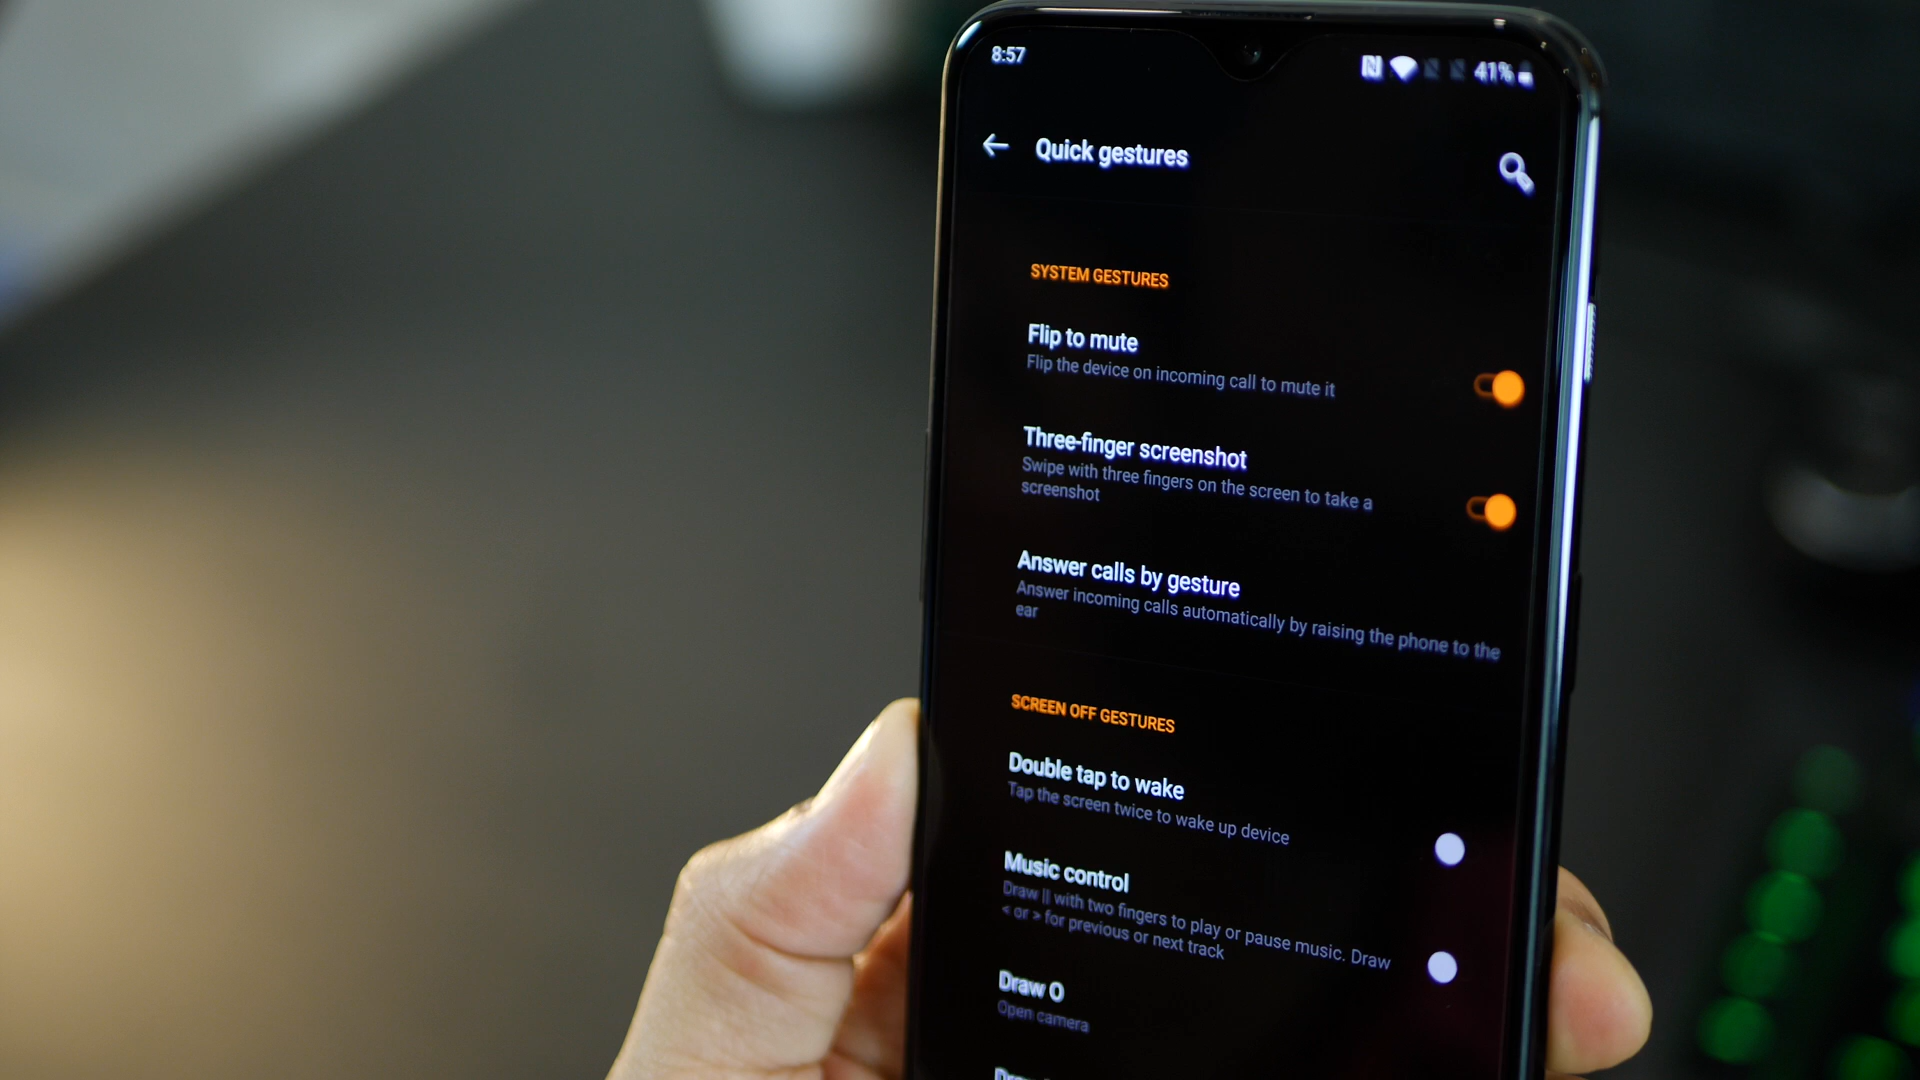 8:57
N 41%
Quick gestures
SYSTEM GESTURES
Flip to mute
Flip the device on incoming call to mute it
Three-finger screenshot
Swipe with three fingers on the screen to take a
screenshot
Answer calls by gesture
Answer incoming calls automatically by raising the phone to the
ear
SCREEN OFF GESTURES
Double tap to wake
Tap the screen twice to wake up device
Music control
Draw || with two fingers to play or pause music. Draw
< or > for previous or next track
Draw O
Open camera